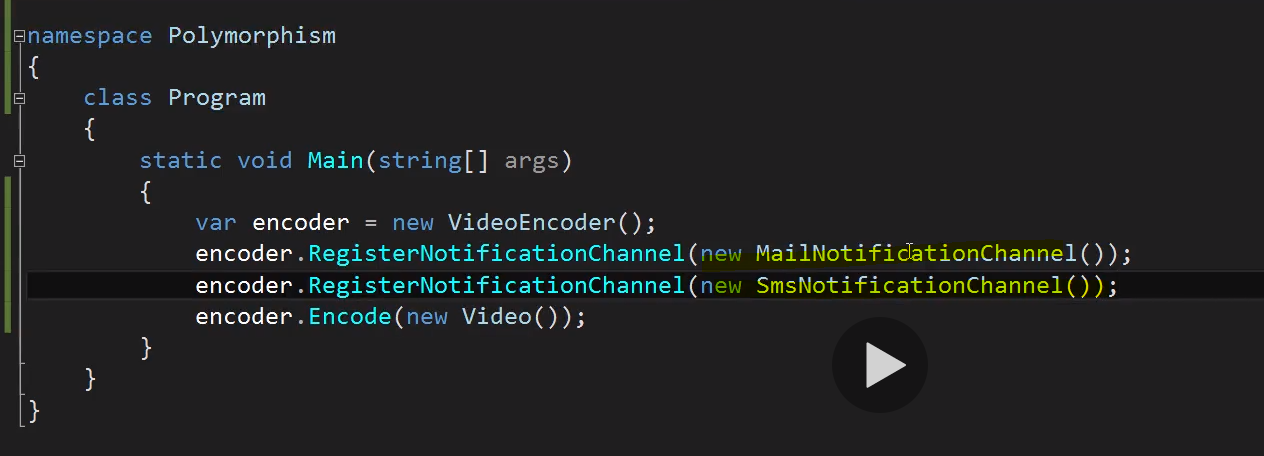 namespace Polymorphism
{
    class Program
    {
        static void Main(string[] args)
        {
            var encoder = new VideoEncoder();
            encoder.RegisterNotificationChannel(new MailNotificationChannel());
            encoder.RegisterNotificationChannel(new SmsNotificationChannel());
            encoder.Encode(new Video());
        }
    }
}